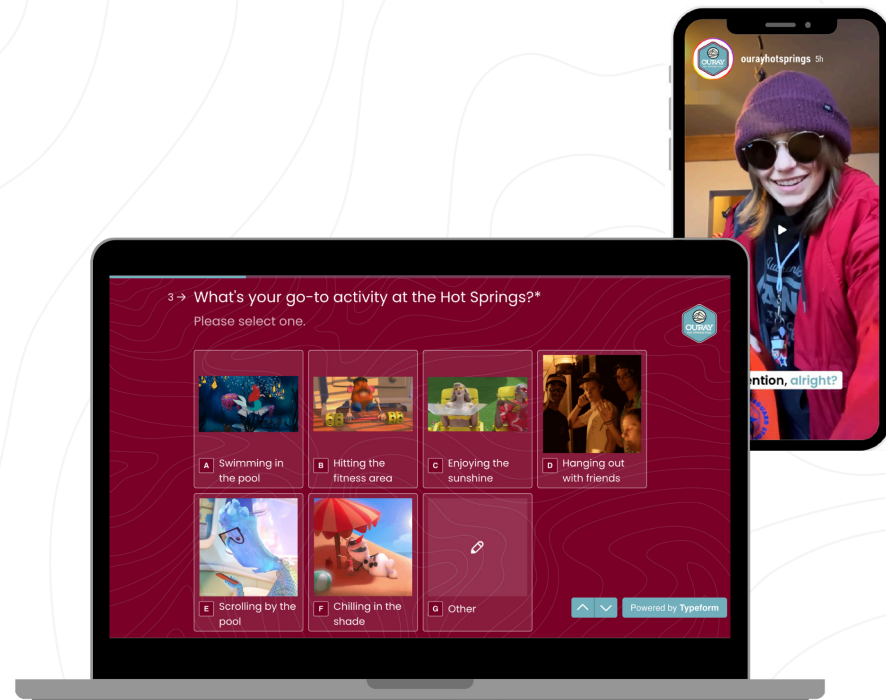 OURAY
ourayhotsprings 5h
ention, alright?
3→ What's your go-to activity at the Hot Springs?*
Please select one.
OURAY
A Swimming in
the pool
B Hitting the
fitness area
C Enjoying the
sunshine
D Hanging out
with friends
E Scrolling by the
pool
F Chilling in the
shade
G Other
Powered by Typeform